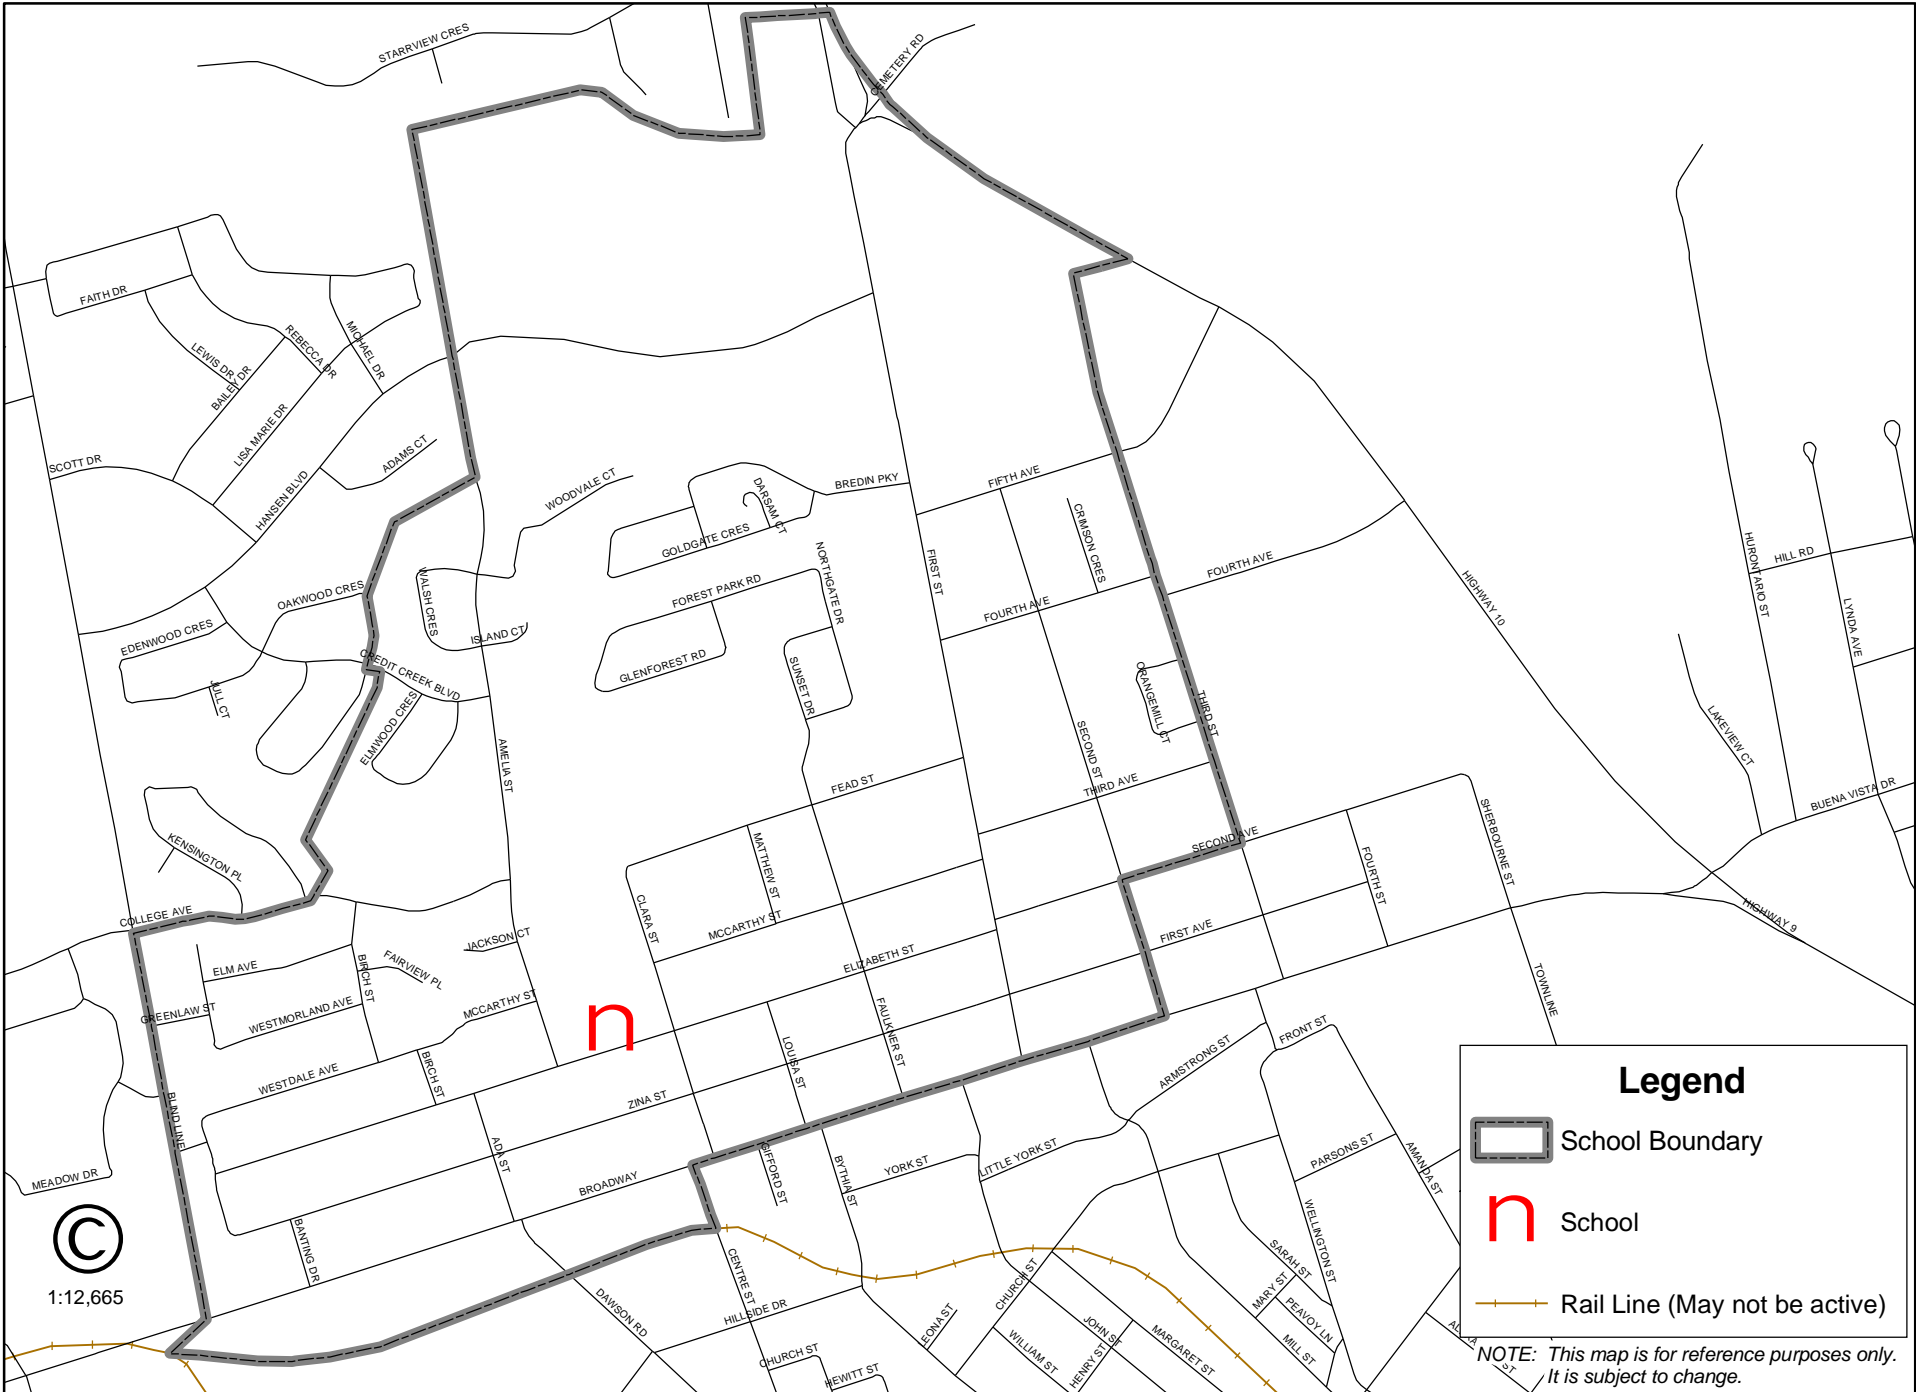 STARRVIEW CRES
CEMETERY RD
FAITH DR
REBECCA DR
MICHAEL DR
LEWIS DR
BAILEY DR
LISA MARIE DR
ADAMS CT
SCOTT DR
HANSEN BLVD
WOODVALE CT
DARSAM CT
BREDIN PKY
FIFTH AVE
GOLDGATE CRES
CRIMSON CRES
NORTHGATE DR
FIRST ST
HURONTARIO ST
HILL RD
FOURTH AVE
HIGHWAY 10
WALSH CRES
FOREST PARK RD
OAKWOOD CRES
FOURTH AVE
LYNDA AVE
EDENWOOD CRES
ISLAND CT
GLENFOREST RD
SUNSET DR
CREDIT CREEK BLVD
ORANGEMILL CT
JULL CT
ELMWOOD CRES
THIRD ST
LAKEVIEW CT
SECOND ST
AMELIA ST
FEAD ST
THIRD AVE
BUENA VISTA DR
SHERBOURNE ST
KENSINGTON PL
MATTHEW ST
SECOND AVE
FOURTH ST
COLLEGE AVE
CLARA ST
MCCARTHY ST
HIGHWAY 9
JACKSON CT
FIRST AVE
ELM AVE
BIRCH ST
FAIRVIEW PL
ELIZABETH ST
TOWNLINE
GREENLAW ST
WESTMORLAND AVE
MCCARTHY ST
n
FAULKNER ST
FRONT ST
LOUISA ST
ARMSTRONG ST
WESTDALE AVE
BIRCH ST
BLIND LINE
ZINA ST
ADA ST
GIFFORD ST
BYTHIA ST
YORK ST
LITTLE YORK ST
PARSONS ST
AMANDA ST
MEADOW DR
BROADWAY
WELLINGTON ST
BANTING DR
CENTRE ST
SARAH ST
CHURCH ST
MARY ST
PEAVOY LN
DAWSON RD
HILLSIDE DR
JOHN ST
WILLIAM ST
HENRY ST
MARGARET ST
MILL ST
CHURCH ST
HEWITT ST
©
1:12,665
Legend
School Boundary
n School
Rail Line (May not be active)
NOTE: This map is for reference purposes only.
It is subject to change.